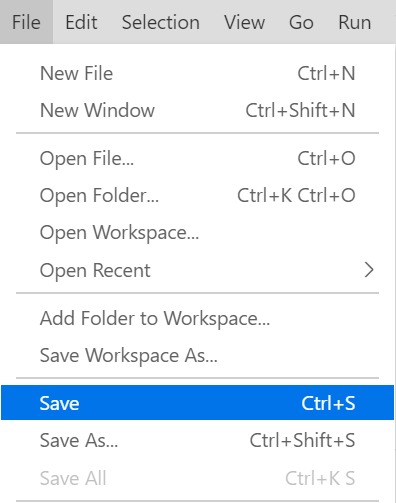 File Edit Selection View Go Run
New File Ctrl+N
New Window Ctrl+Shift+N
Open File... Ctrl+O
Open Folder... Ctrl+K Ctrl+O
Open Workspace...
Open Recent
Add Folder to Workspace...
Save Workspace As...
Save Ctrl+S
Save As... Ctrl+Shift+S
Save All Ctrl+K S